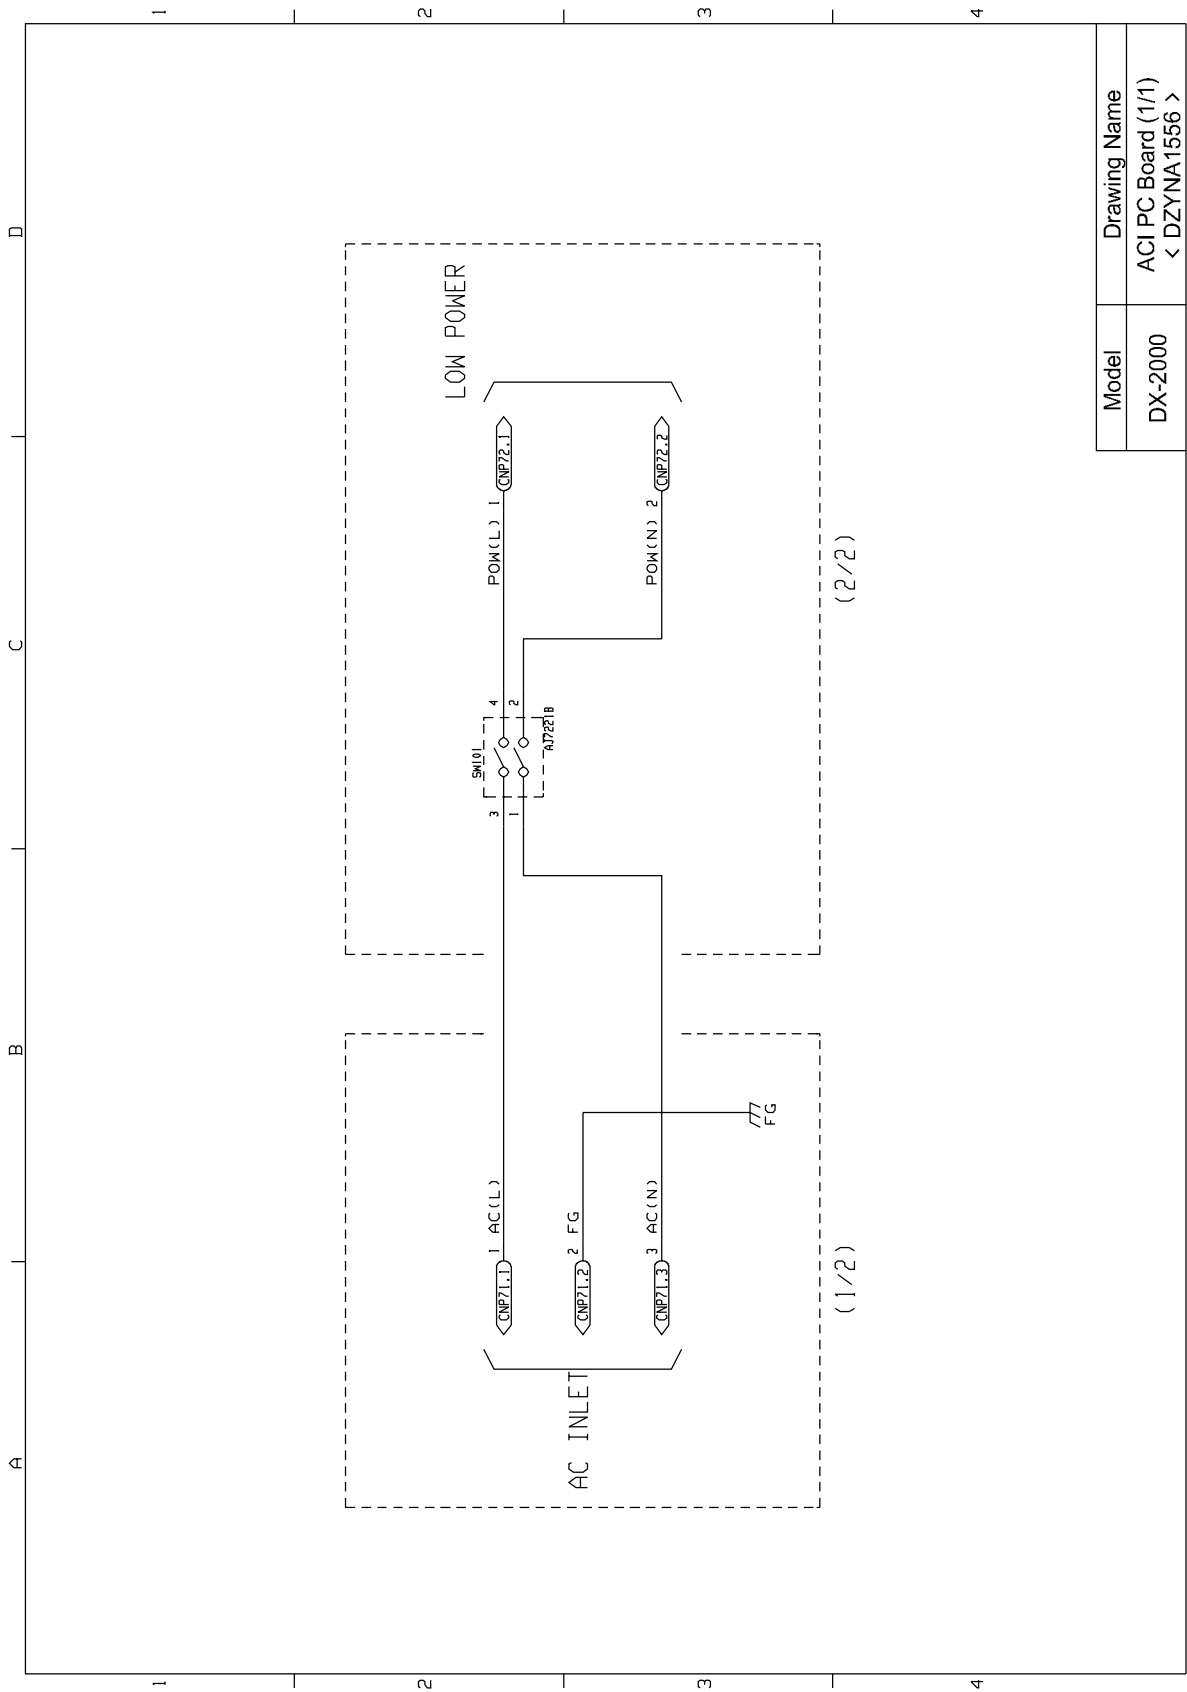 A
B
C
D
1
1
2
2
3
3
4
4
LOW POWER
AC INLET
CNP71.1
1 AC(L)
CNP71.2
2 FG
CNP71.3
3 AC(N)
FG
SW101
3
4
1
2
AJ7221B
POW(L) 1
CNP72.1
POW(N) 2
CNP72.2
(1/2)
(2/2)
Model
Drawing Name
DX-2000
ACI PC Board (1/1)
< DZYNA1556 >